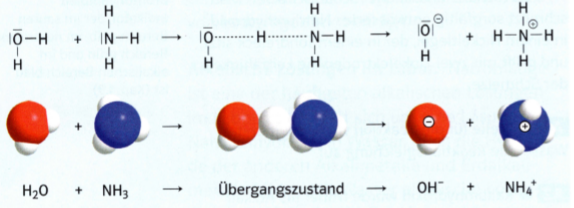 H H H H
|O̅–H + |N–H → |O̅ ········ H ········ N–H → |O̅|⊖ + H–N⊕–H
H H H H H
+ → → ⊖ + ⊕
H₂O + NH₃ → Übergangszustand → OH⁻ + NH₄⁺